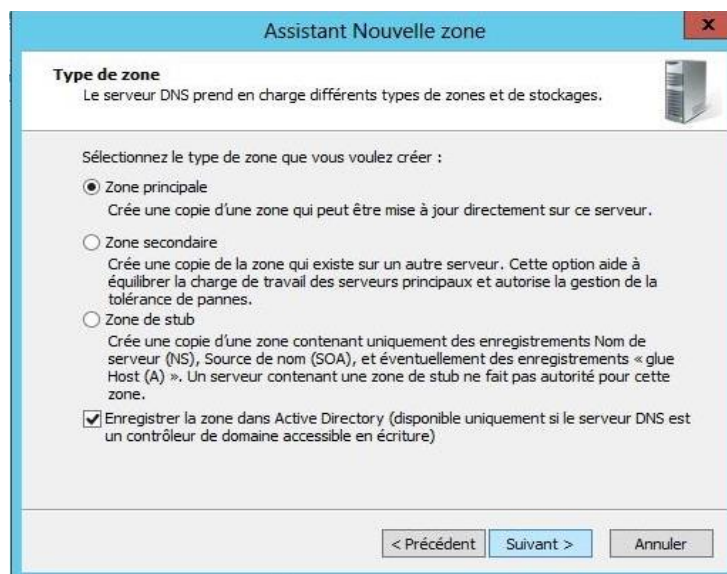 Assistant Nouvelle zone
x
Type de zone
Le serveur DNS prend en charge différents types de zones et de stockages.
Sélectionnez le type de zone que vous voulez créer :
Zone principale
Crée une copie d'une zone qui peut être mise à jour directement sur ce serveur.
Zone secondaire
Crée une copie de la zone qui existe sur un autre serveur. Cette option aide à
équilibrer la charge de travail des serveurs principaux et autorise la gestion de la
tolérance de pannes.
Zone de stub
Crée une copie d'une zone contenant uniquement des enregistrements Nom de
serveur (NS), Source de nom (SOA), et éventuellement des enregistrements « glue
Host (A) ». Un serveur contenant une zone de stub ne fait pas autorité pour cette
zone.
Enregistrer la zone dans Active Directory (disponible uniquement si le serveur DNS est
un contrôleur de domaine accessible en écriture)
< Précédent Suivant > Annuler